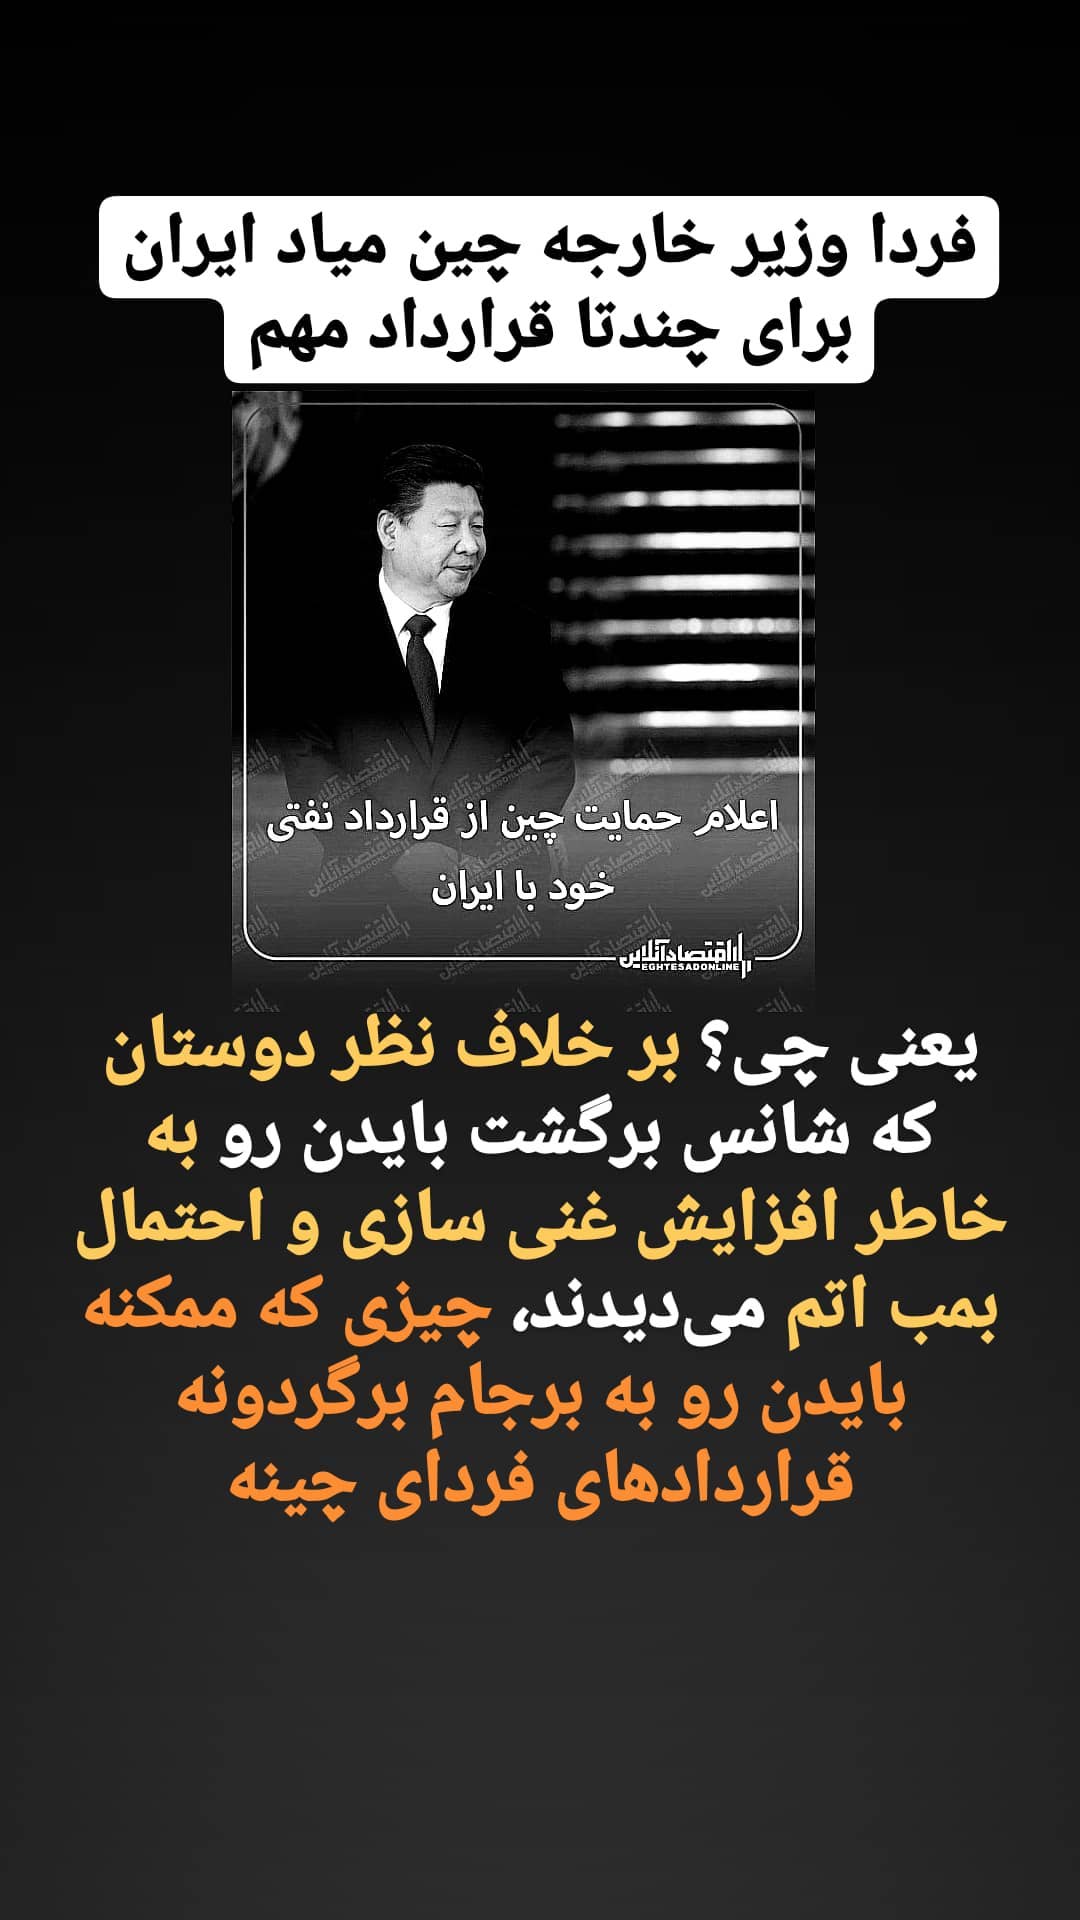 فردا وزیر خارجه چین میاد ایران
برای چندتا قرارداد مهم
اعلام حمایت چین از قرارداد نفتی
خود با ایران
اقتصادآنلاین
EGHTESADONLINE
یعنی چی؟ بر خلاف نظر دوستان
که شانس برگشت بایدن رو به
خاطر افزایش غنی سازی و احتمال
بمب اتم می‌دیدند، چیزی که ممکنه
بایدن رو به برجام برگردونه
قراردادهای فردای چینه